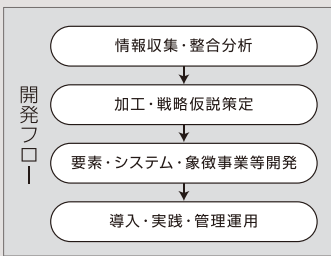 開発フロー
情報収集・整合分析
加工・戦略仮説策定
要素・システム・象徴事業等開発
導入・実践・管理運用